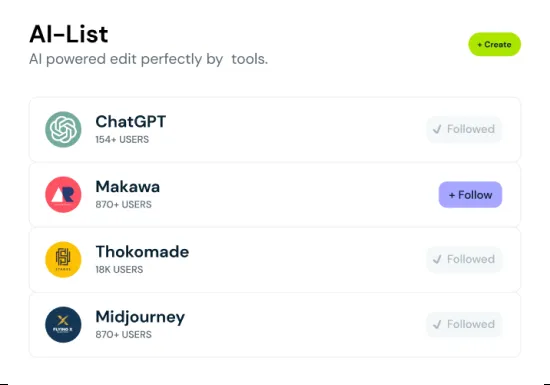 AI-List
AI powered edit perfectly by tools.
+ Create
ChatGPT
154+ USERS
✓ Followed
Makawa
870+ USERS
+ Follow
Thokomade
18K USERS
✓ Followed
Midjourney
FLYING X
870+ USERS
✓ Followed